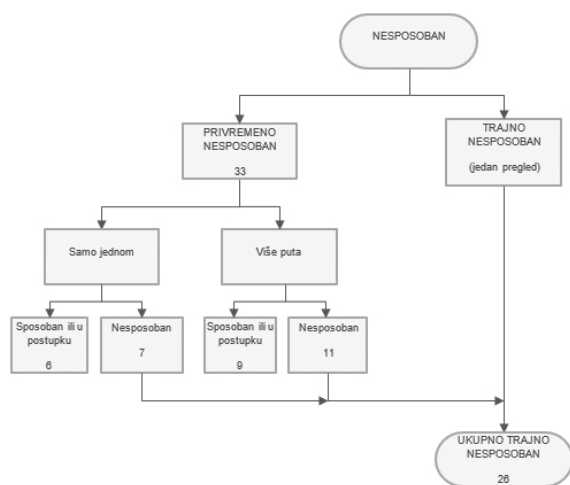 NESPOSOBAN
PRIVREMENO
NESPOSOBAN
33
TRAJNO
NESPOSOBAN
(jedan pregled)
Samo jednom
Više puta
Sposoban ili u
postupku
6
Nesposoban
7
Sposoban ili u
postupku
9
Nesposoban
11
UKUPNO TRAJNO
NESPOSOBAN
26